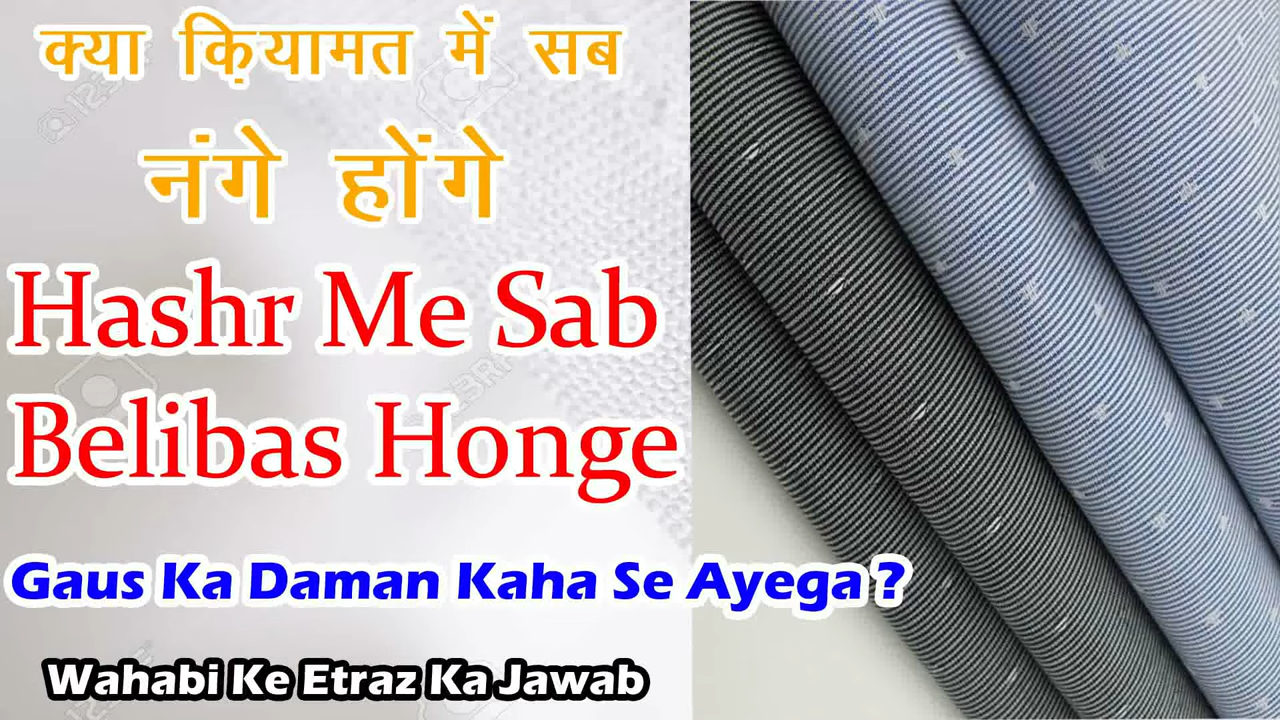 क्या क़ियामत में सब
नंगे होंगे
Hashr Me Sab
Belibas Honge
Gaus Ka Daman Kaha Se Ayega ?
Wahabi Ke Etraz Ka Jawab